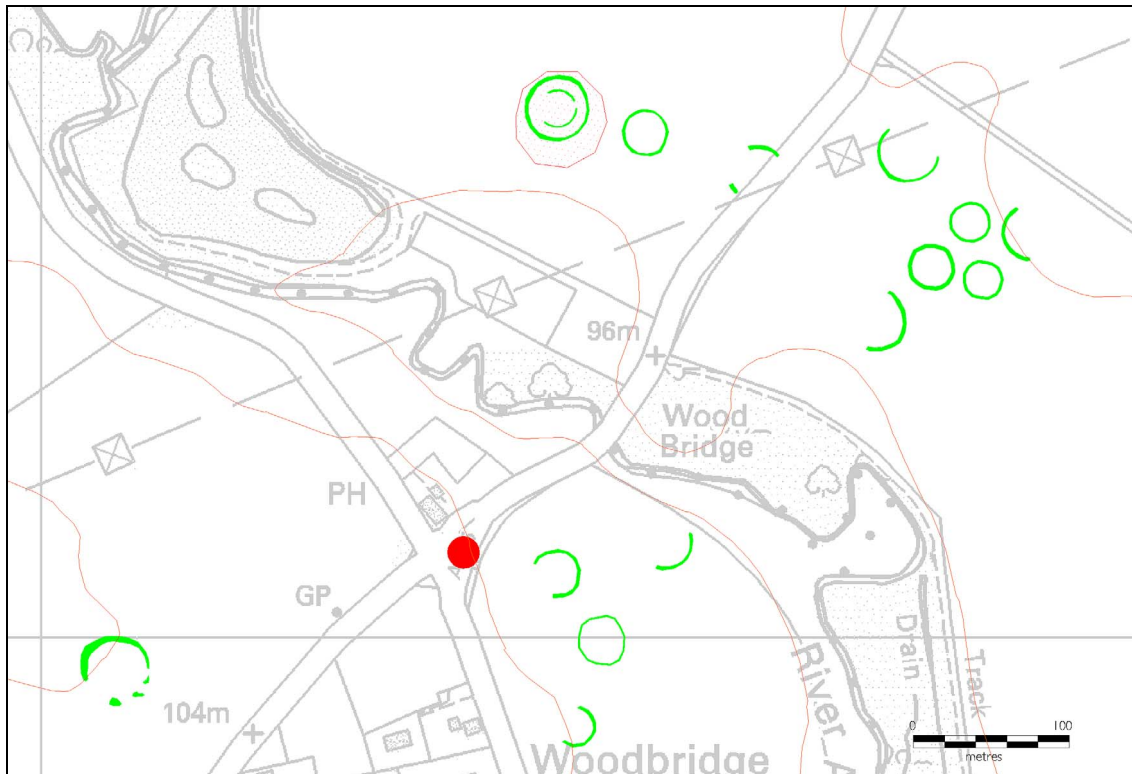 96m
Wood
Bridge
PH
GP
104m
Drain
Track
River A
0 100
metres
Woodbridge